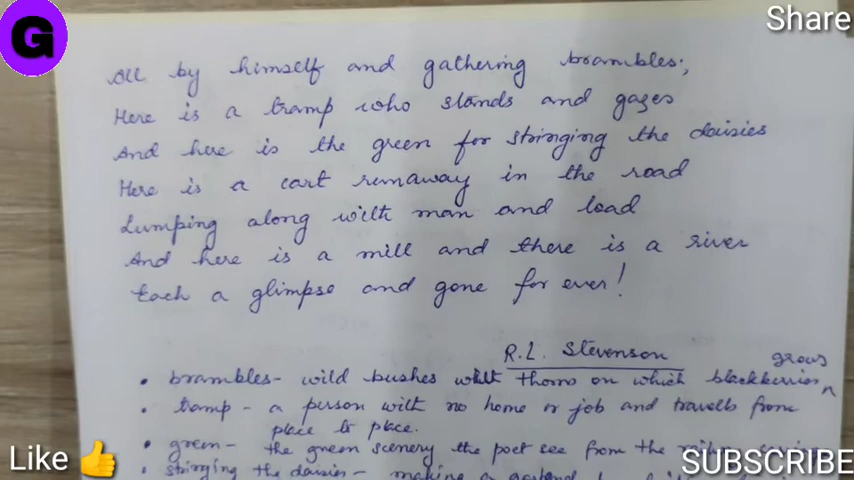 G
Share
All by himself and gathering brambles;
Here is a tramp who stands and gazes
And here is the green for stringing the daisies
Here is a cart runaway in the road
Lumping along with man and load
And here is a mill and there is a river
Each a glimpse and gone for ever!
R.L. Stevenson
grows
• brambles- wild bushes with thorns on which blackberries
• tramp - a person with no home or job and travells from
place to place.
• green- the green scenery the poet see from the
• stringing the daisies - making a
Like 👍
SUBSCRIBE